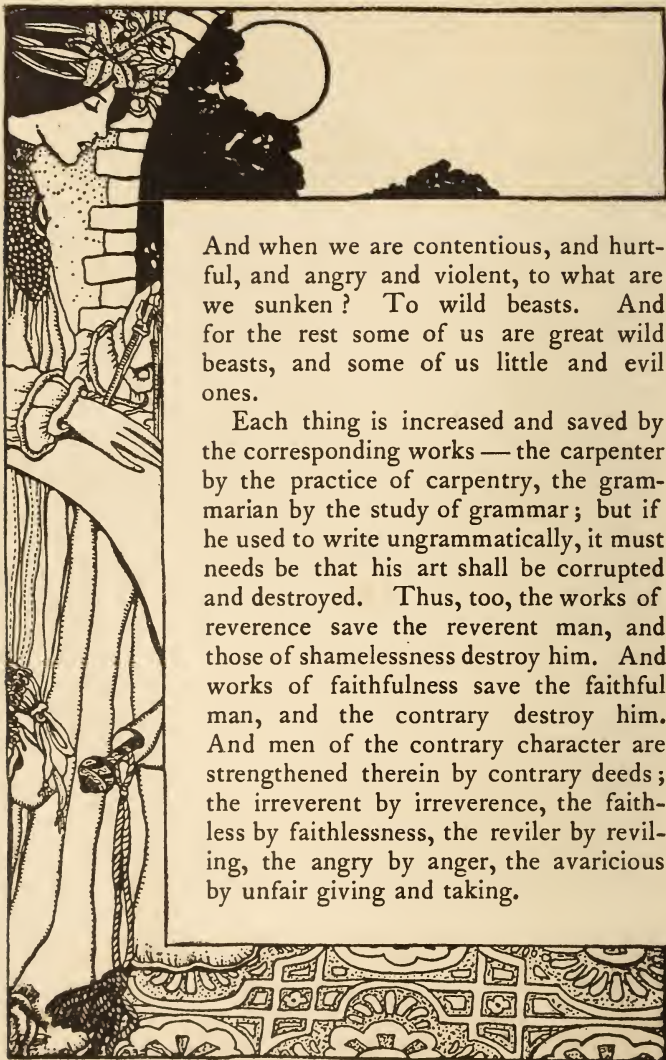 And when we are contentious, and hurt-
ful, and angry and violent, to what are
we sunken? To wild beasts. And
for the rest some of us are great wild
beasts, and some of us little and evil
ones.
Each thing is increased and saved by
the corresponding works — the carpenter
by the practice of carpentry, the gram-
marian by the study of grammar; but if
he used to write ungrammatically, it must
needs be that his art shall be corrupted
and destroyed. Thus, too, the works of
reverence save the reverent man, and
those of shamelessness destroy him. And
works of faithfulness save the faithful
man, and the contrary destroy him.
And men of the contrary character are
strengthened therein by contrary deeds;
the irreverent by irreverence, the faith-
less by faithlessness, the reviler by revil-
ing, the angry by anger, the avaricious
by unfair giving and taking.